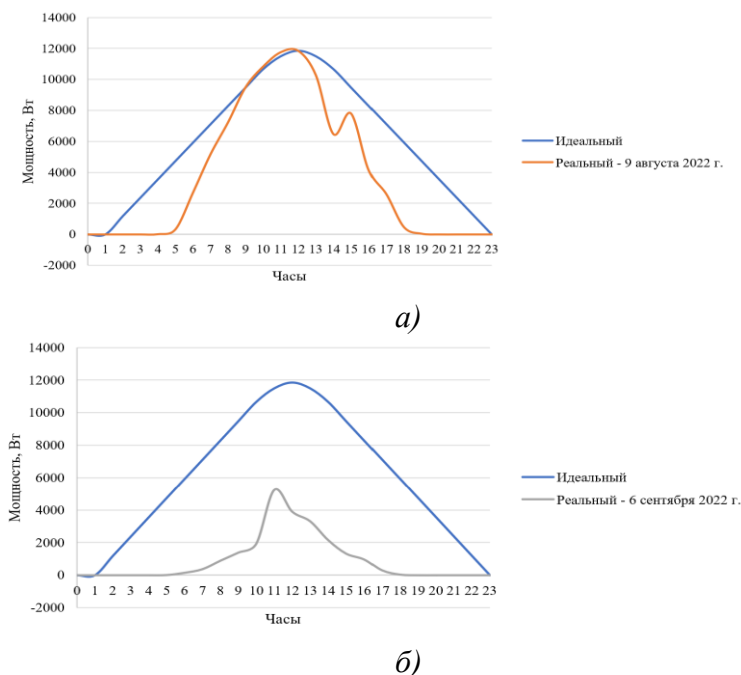 14000
12000
10000
8000
6000
4000
2000
0
-2000
Мощность, Вт
0 1 2 3 4 5 6 7 8 9 10 11 12 13 14 15 16 17 18 19 20 21 22 23
Часы
Идеальный
Реальный - 9 августа 2022 г.
а)
14000
12000
10000
8000
6000
4000
2000
0
-2000
Мощность, Вт
0 1 2 3 4 5 6 7 8 9 10 11 12 13 14 15 16 17 18 19 20 21 22 23
Часы
Идеальный
Реальный - 6 сентября 2022 г.
б)